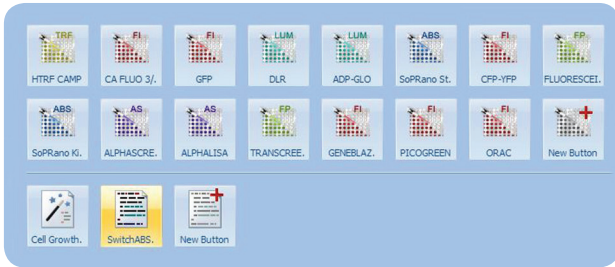 TRF FI FI LUM LUM ABS FI FP
HTRF CAMP CA FLUO 3/. GFP DLR ADP-GLO SoPRano St. CFP-YFP FLUORESCEI.
ABS AS AS FP FI FI FI
SoPRano Ki. ALPHASCRE. ALPHALISA TRANSCREE. GENEBLAZ. PICOGREEN ORAC New Button
Cell Growth. SwitchABS. New Button